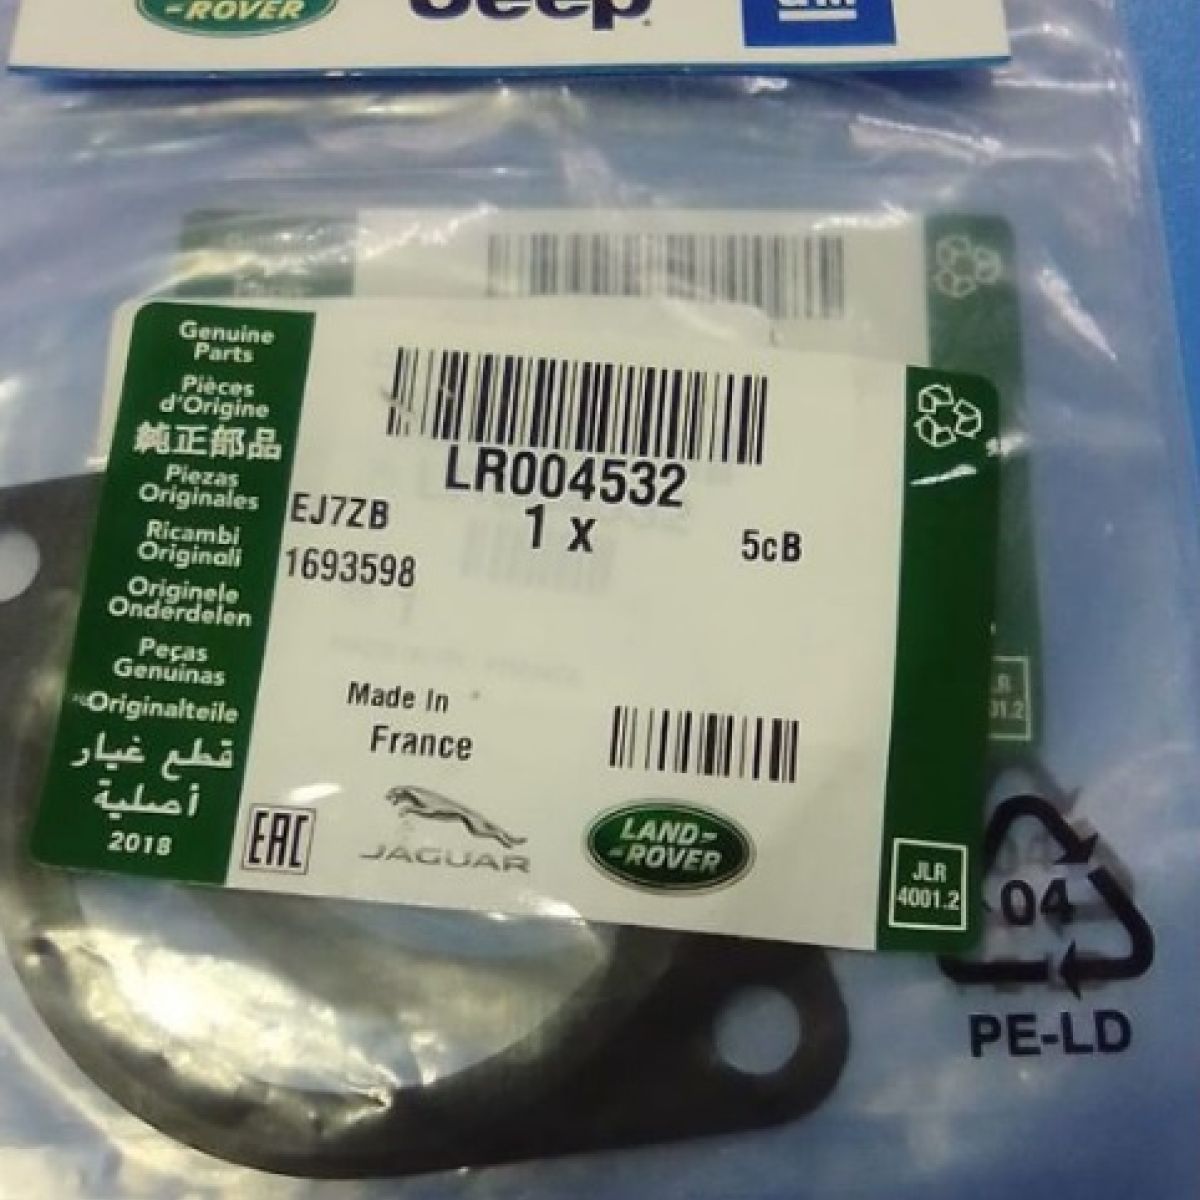 -ROVER
Jeep
GM
Genuine
Parts
Pièces
d'Origine
純正部品
Piezas
Originales
Ricambi
Originali
Originele
Onderdelen
Peças
Genuínas
Originalteile
قطع غيار
أصلية
2018
LR004532
EJ7ZB
1 x
5cB
1693598
Made In
France
EAC
JAGUAR
LAND-
-ROVER
JLR
4001.2
04
PE-LD